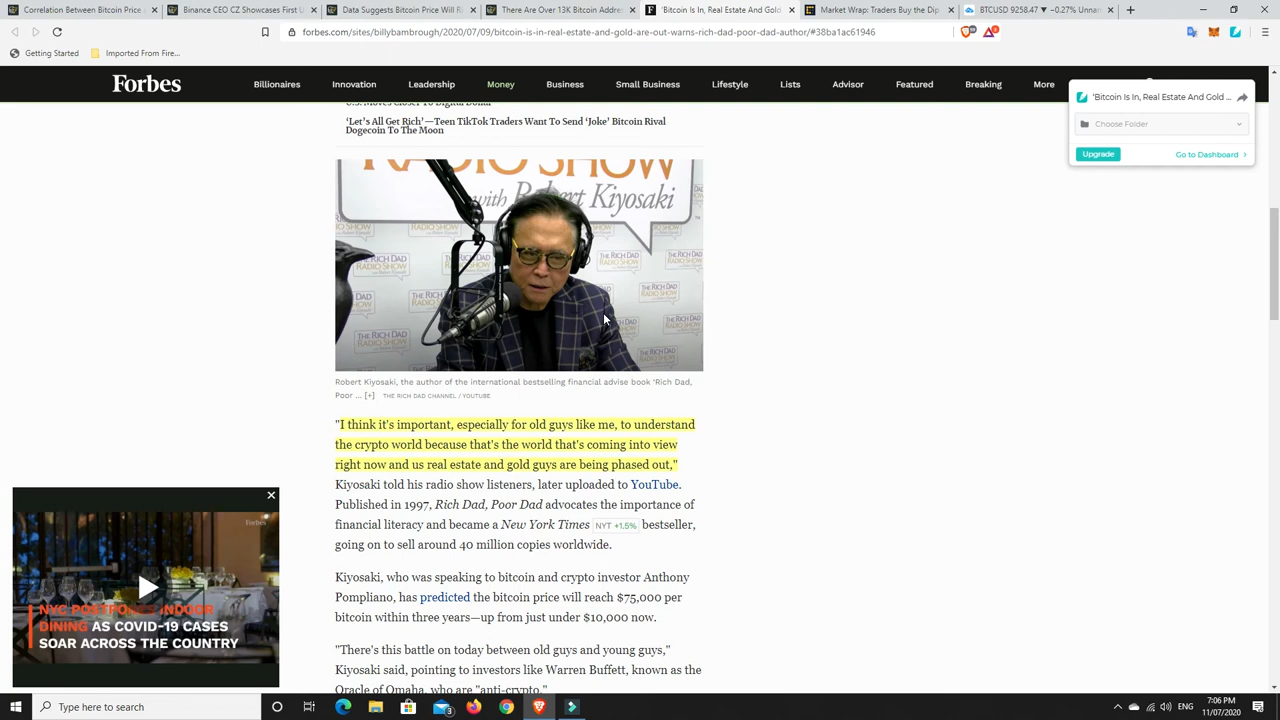 Correlation Between Bitcoin Price
Binance CEO CZ Showcases First
Data Suggests Bitcoin Price Will
There Are Over 13K Bitcoin Addre
'Bitcoin Is In, Real Estate And Gold
Market Wrap: Traders Buy the Dip
BTCUSD 9258.47 ▼ −0.27% Unnam
forbes.com/sites/billybambrough/2020/07/09/bitcoin-is-in-real-estate-and-gold-are-out-warns-rich-dad-poor-dad-author/#38ba1ac61946
Getting Started
Imported From Fire...
Forbes
Billionaires
Innovation
Leadership
Money
Business
Small Business
Lifestyle
Lists
Advisor
Featured
Breaking
More
'Bitcoin Is In, Real Estate And Gold ...
Choose Folder
Upgrade
Go to Dashboard
U.S. Moves Closer To Digital Dollar
‘Let’s All Get Rich’—Teen TikTok Traders Want To Send ‘Joke’ Bitcoin Rival
Dogecoin To The Moon
RADIO SHOW
with Robert Kiyosaki
THE RICH DAD
RADIO SHOW
Robert Kiyosaki, the author of the international bestselling financial advise book ‘Rich Dad,
Poor ... [+] THE RICH DAD CHANNEL / YOUTUBE
"I think it's important, especially for old guys like me, to understand
the crypto world because that's the world that's coming into view
right now and us real estate and gold guys are being phased out,"
Kiyosaki told his radio show listeners, later uploaded to YouTube.
Published in 1997, Rich Dad, Poor Dad advocates the importance of
financial literacy and became a New York Times NYT +1.5% bestseller,
going on to sell around 40 million copies worldwide.
Kiyosaki, who was speaking to bitcoin and crypto investor Anthony
Pompliano, has predicted the bitcoin price will reach $75,000 per
bitcoin within three years—up from just under $10,000 now.
"There's this battle on today between old guys and young guys,"
Kiyosaki said, pointing to investors like Warren Buffett, known as the
Oracle of Omaha, who are "anti-crypto."
Forbes
NYC POSTPONES INDOOR
DINING AS COVID-19 CASES
SOAR ACROSS THE COUNTRY
Type here to search
ENG
7:06 PM
11/07/2020